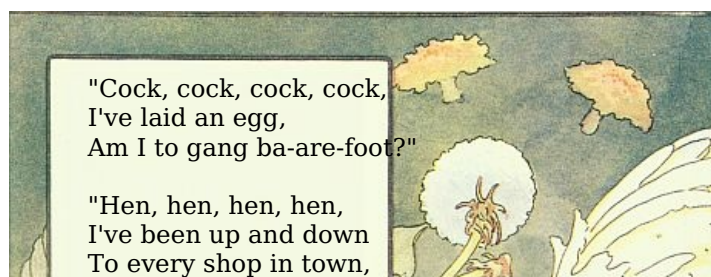 "Cock, cock, cock, cock,
I've laid an egg,
Am I to gang ba-are-foot?"
"Hen, hen, hen, hen,
I've been up and down
To every shop in town,